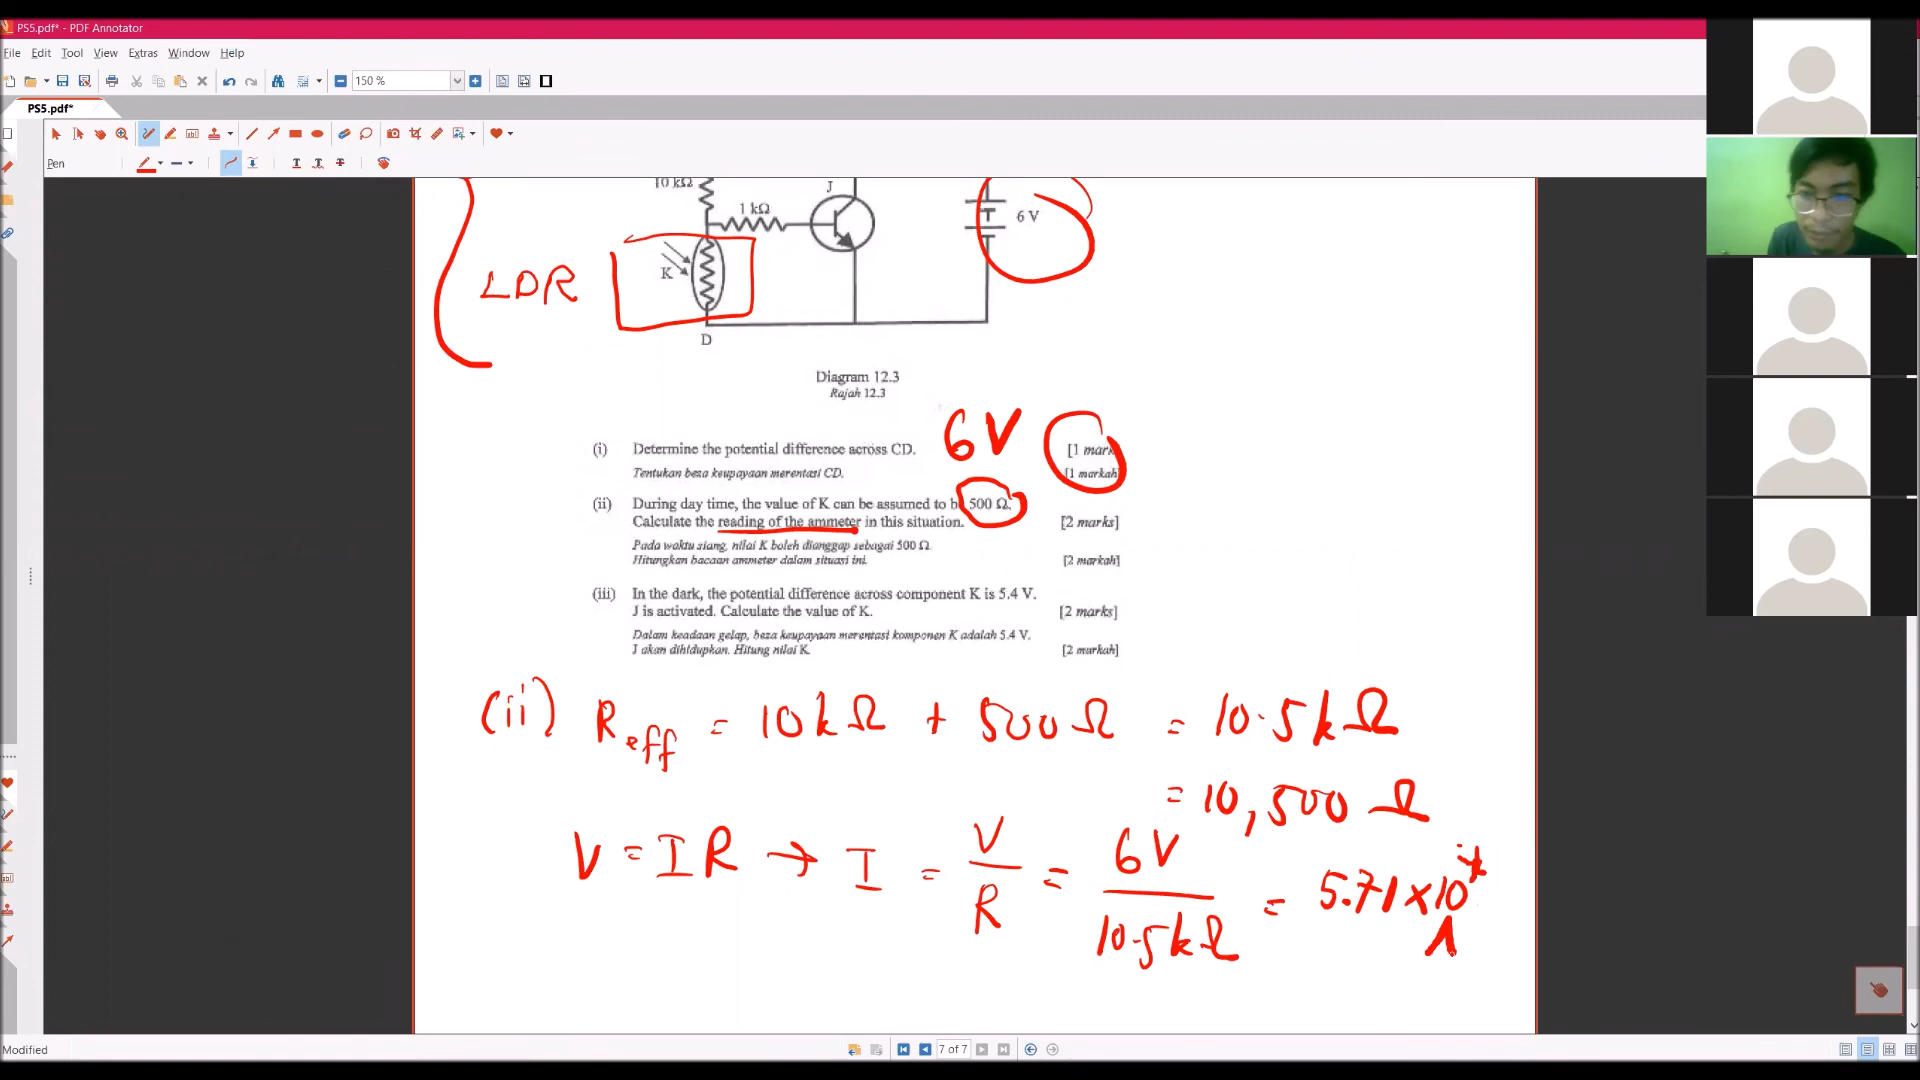 PS5.pdf* - PDF Annotator
File Edit Tool View Extras Window Help
150 %
PS5.pdf*
Pen
10 kΩ
J
1 kΩ
6 V
K
LDR
D
Diagram 12.3
Rajah 12.3
6V
(i) Determine the potential difference across CD. [1 mark
Tentukan beza keupayaan merentasi CD. [1 markah]
(ii) During day time, the value of K can be assumed to b 500 Ω.
Calculate the reading of the ammeter in this situation. [2 marks]
Pada waktu siang, nilai K boleh dianggap sebagai 500 Ω.
Hitungkan bacaan ammeter dalam situasi ini. [2 markah]
(iii) In the dark, the potential difference across component K is 5.4 V.
J is activated. Calculate the value of K. [2 marks]
Dalam keadaan gelap, beza keupayaan merentasi komponen K adalah 5.4 V.
J akan dihidupkan. Hitung nilai K. [2 markah]
(ii) Reff = 10kΩ + 500Ω = 10.5kΩ
= 10,500 Ω
V = IR → I = V/R = 6V/10.5kΩ = 5.71 × 10
A
Modified
7 of 7